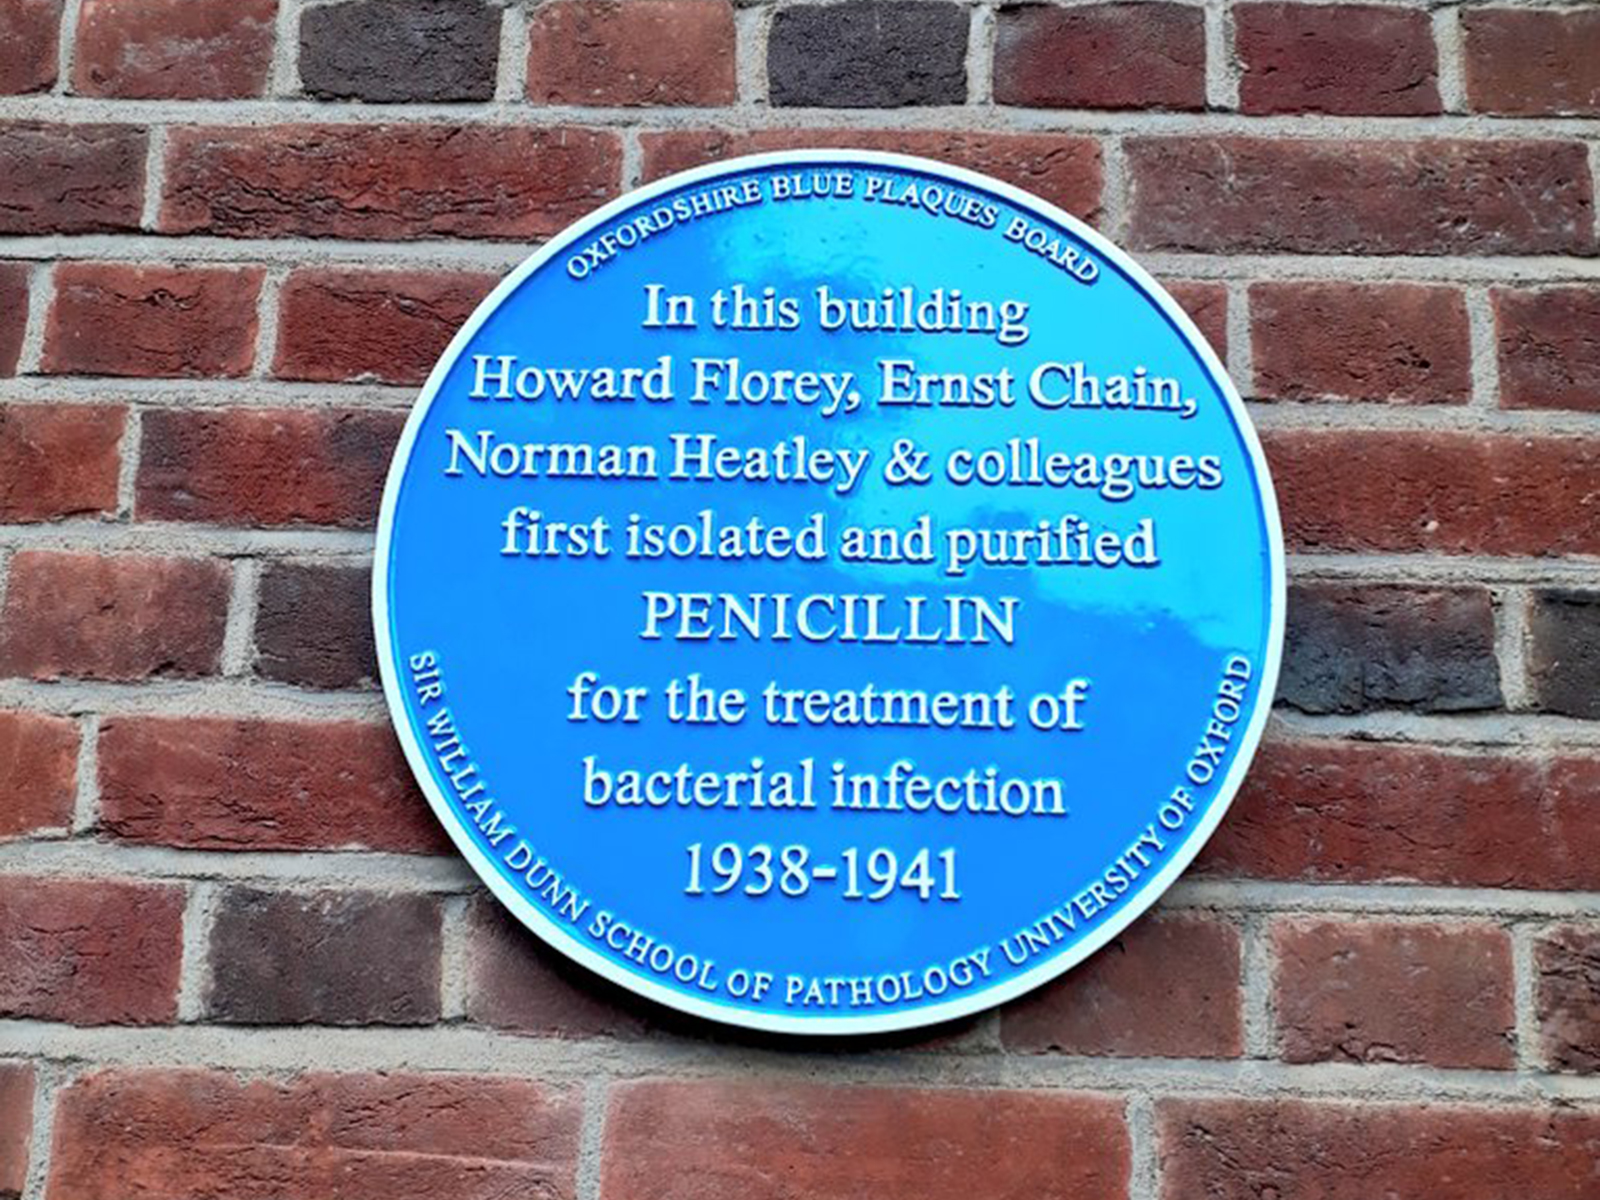 OXFORDSHIRE BLUE PLAQUES BOARD
In this building
Howard Florey, Ernst Chain,
Norman Heatley & colleagues
first isolated and purified
PENICILLIN
for the treatment of
bacterial infection
1938-1941
SIR WILLIAM DUNN SCHOOL OF PATHOLOGY UNIVERSITY OF OXFORD